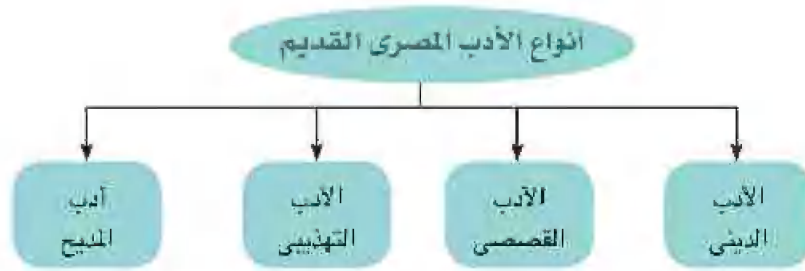 أنواع الأدب المصرى القديم
الأدب
الدينى
الأدب
القصصى
الأدب
التهذيبى
أدب
المديح